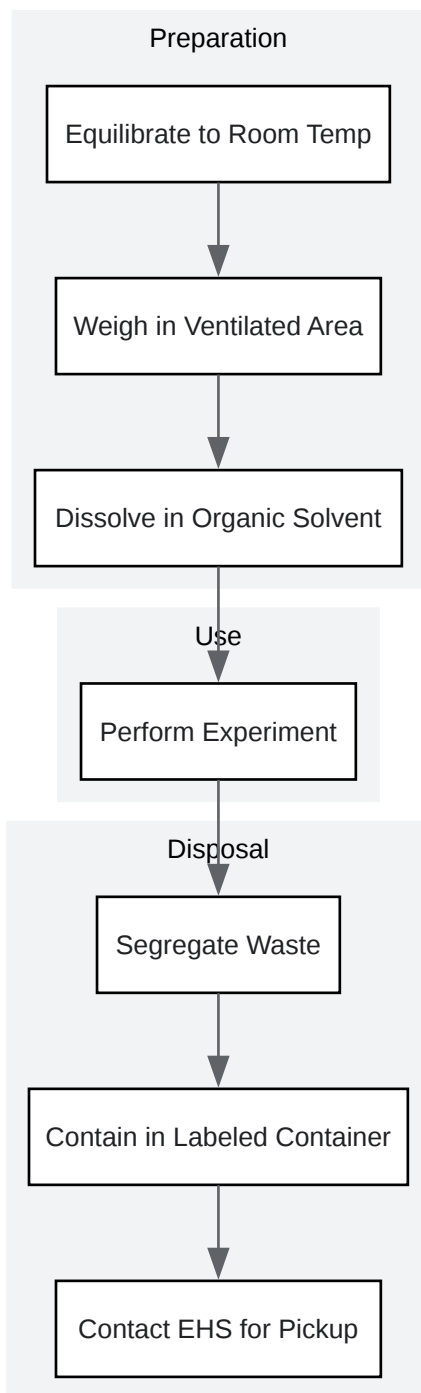 Preparation
Equilibrate to Room Temp
Weigh in Ventilated Area
Dissolve in Organic Solvent
Use
Perform Experiment
Disposal
Segregate Waste
Contain in Labeled Container
Contact EHS for Pickup